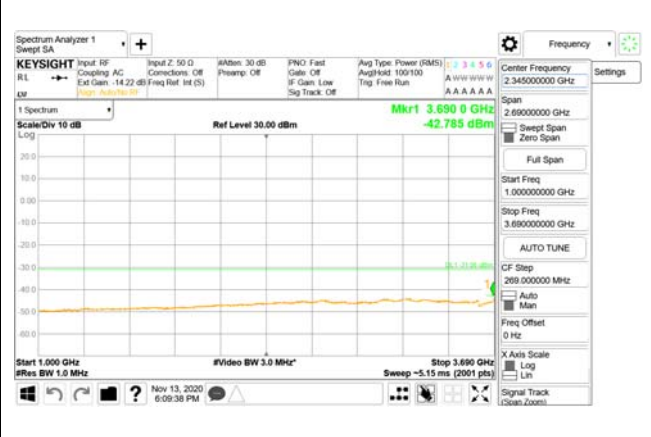 Spectrum Analyzer 1
Swept SA
Frequency
KEYSIGHT
Input: RF
Input Z: 50 Ω
#Atten: 30 dB
PNO: Fast
Avg Type: Power (RMS)
1 2 3 4 5 6
RL
Coupling: AC
Corrections: Off
Preamp: Off
Gate: Off
Avg|Hold: 100/100
A W W W W W
Ext Gain: -14.22 dB
Freq Ref: Int (S)
IF Gain: Low
Trig: Free Run
Align: Auto/No RF
Sig Track: Off
A A A A A A
1 Spectrum
Mkr1 3.690 0 GHz
Scale/Div 10 dB
Ref Level 30.00 dBm
-42.785 dBm
Log
20.0
10.0
0.00
-10.0
-20.0
-30.0
-40.0
-50.0
-60.0
1
Start 1.000 GHz
#Video BW 3.0 MHz*
Stop 3.690 GHz
#Res BW 1.0 MHz
Sweep ~5.15 ms (2001 pts)
Nov 13, 2020
6:09:38 PM
Center Frequency
2.345000000 GHz
Settings
Span
2.69000000 GHz
Swept Span
Zero Span
Full Span
Start Freq
1.000000000 GHz
Stop Freq
3.690000000 GHz
AUTO TUNE
CF Step
269.000000 MHz
Auto
Man
Freq Offset
0 Hz
X Axis Scale
Log
Lin
Signal Track
(Span Zoom)